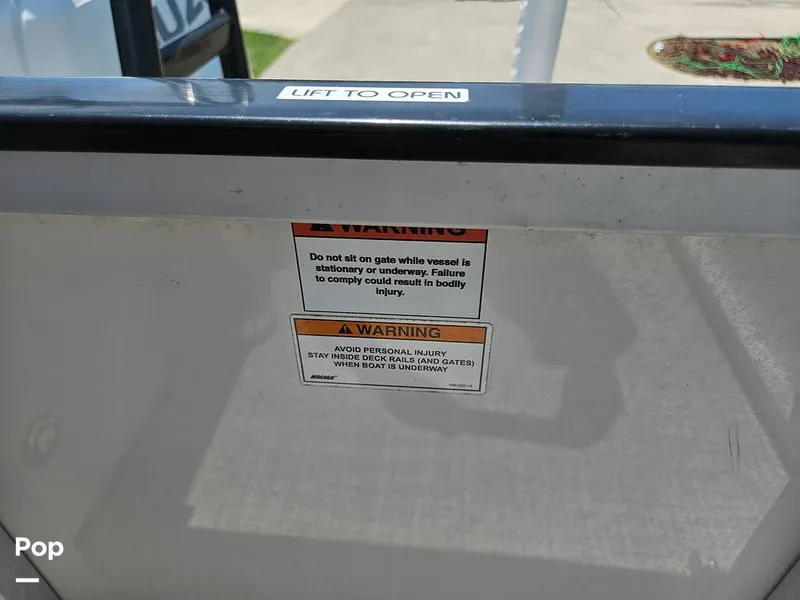 LIFT TO OPEN
WARNING
Do not sit on gate while vessel is
stationary or underway. Failure
to comply could result in bodily
injury.
WARNING
AVOID PERSONAL INJURY
STAY INSIDE DECK RAILS (AND GATES)
WHEN BOAT IS UNDERWAY
Pop